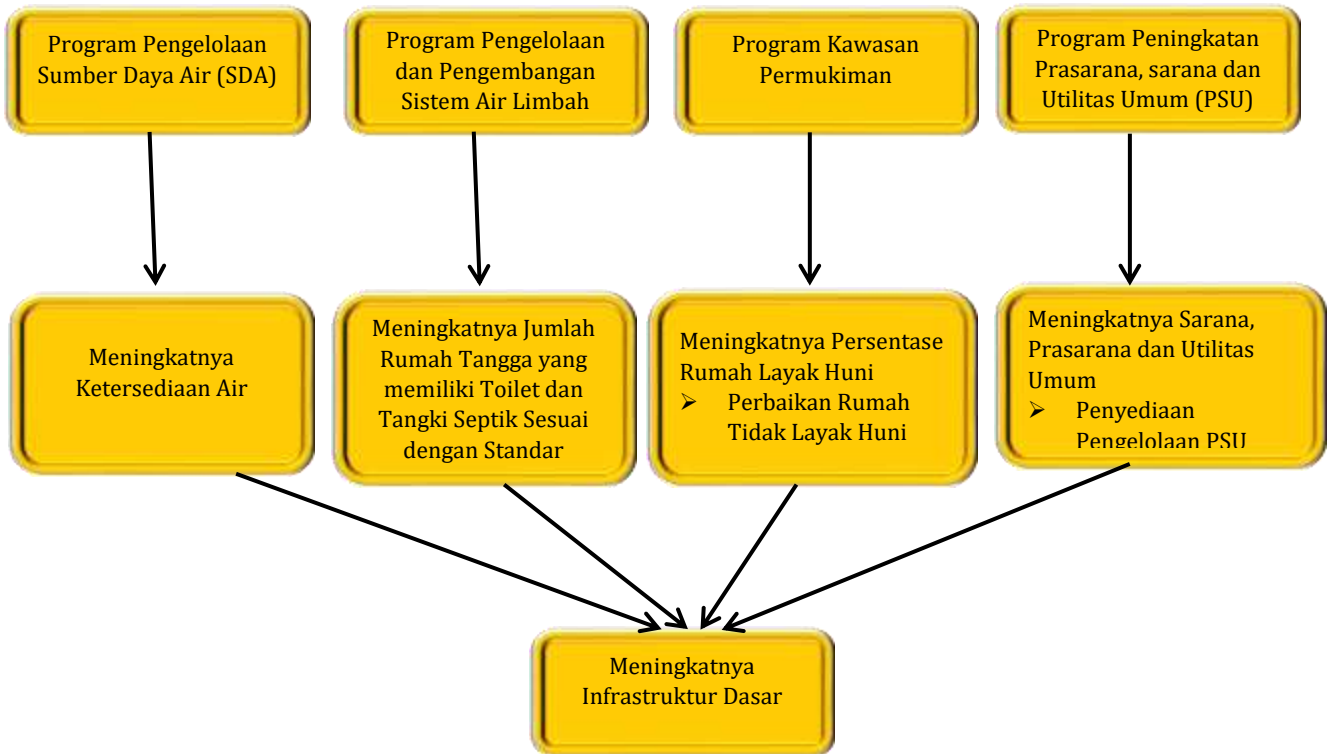 Program Pengelolaan
Sumber Daya Air (SDA)
Program Pengelolaan
dan Pengembangan
Sistem Air Limbah
Program Kawasan
Permukiman
Program Peningkatan
Prasarana, sarana dan
Utilitas Umum (PSU)
Meningkatnya
Ketersediaan Air
Meningkatnya Jumlah
Rumah Tangga yang
memiliki Toilet dan
Tangki Septik Sesuai
dengan Standar
Meningkatnya Persentase
Rumah Layak Huni
➢ Perbaikan Rumah
Tidak Layak Huni
Meningkatnya Sarana,
Prasarana dan Utilitas
Umum
➢ Penyediaan
Pengelolaan PSU
Meningkatnya
Infrastruktur Dasar